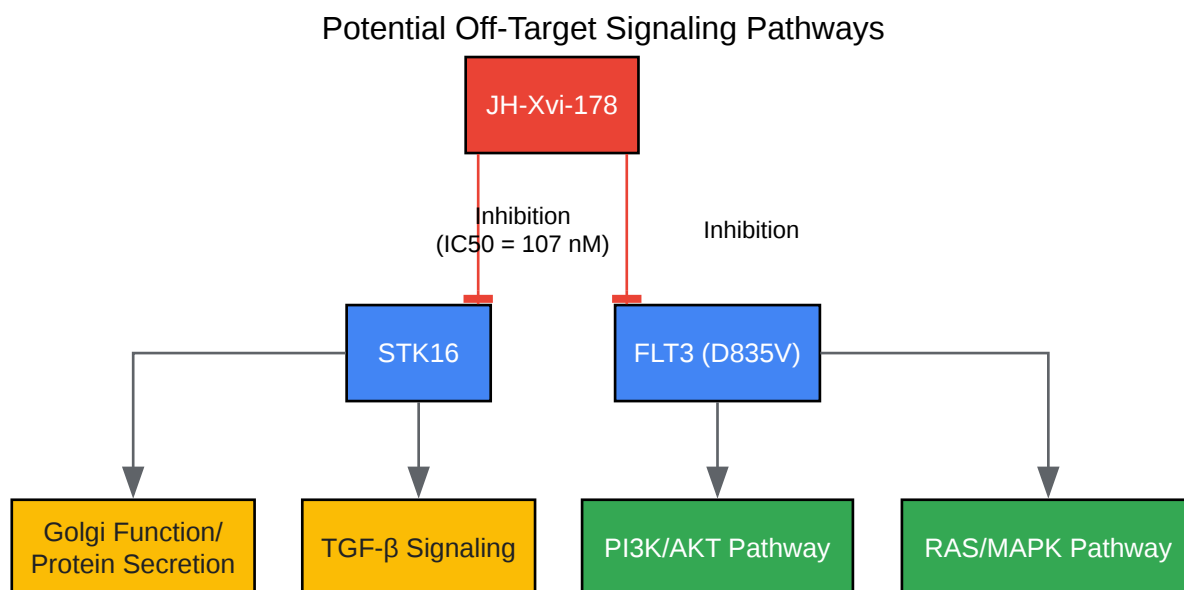 Potential Off-Target Signaling Pathways
JH-Xvi-178
Inhibition
(IC50 = 107 nM)
Inhibition
STK16
FLT3 (D835V)
Golgi Function/
Protein Secretion
TGF-β Signaling
PI3K/AKT Pathway
RAS/MAPK Pathway